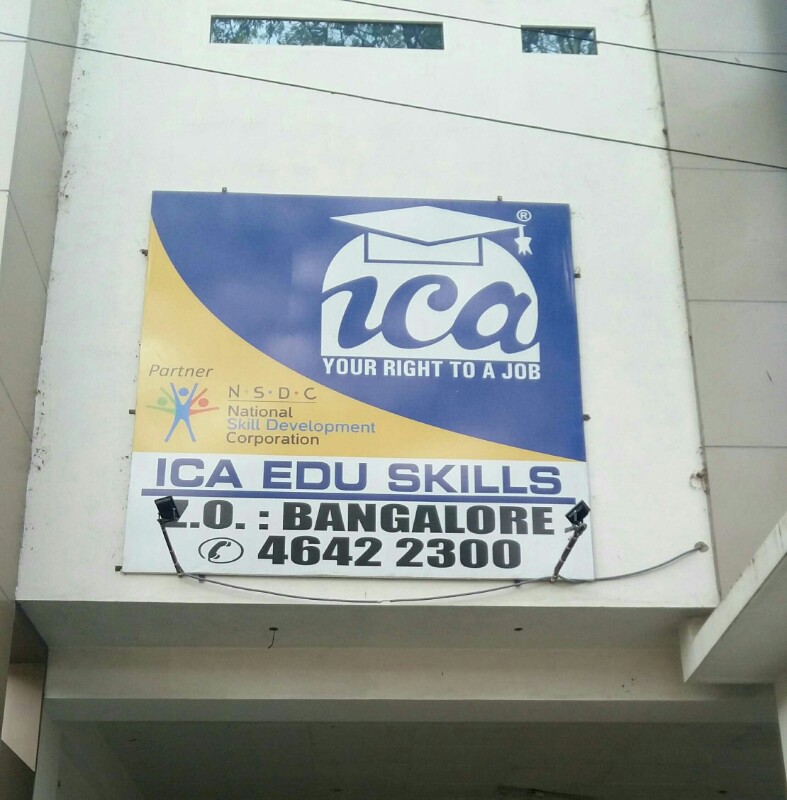 ®
ica
YOUR RIGHT TO A JOB
Partner
N·S·D·C
National
Skill Development
Corporation
ICA EDU SKILLS
Z.O. : BANGALORE
4642 2300